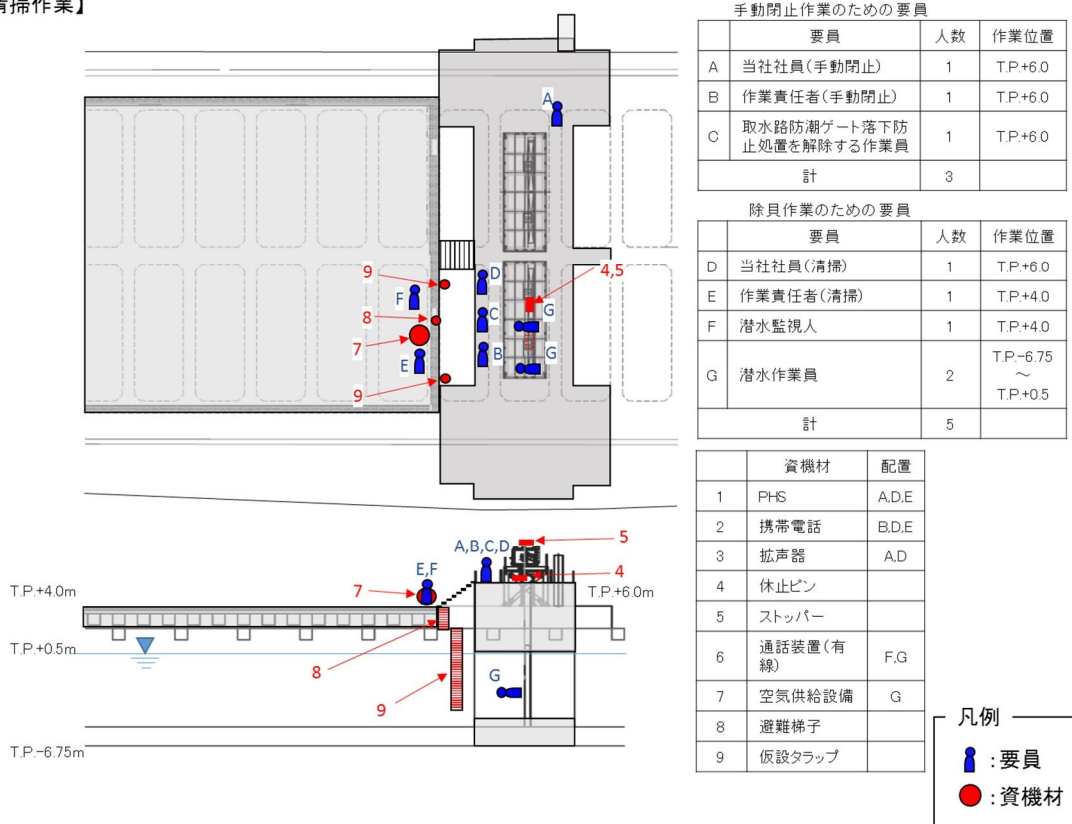 清掃作業】
手動閉止作業のための要員
要員 人数 作業位置
A 当社社員(手動閉止) 1 T.P.+6.0
B 作業責任者(手動閉止) 1 T.P.+6.0
C 取水路防潮ゲート落下防
止処置を解除する作業員 1 T.P.+6.0
計 3
除貝作業のための要員
要員 人数 作業位置
D 当社社員(清掃) 1 T.P.+6.0
E 作業責任者(清掃) 1 T.P.+4.0
F 潜水監視人 1 T.P.+4.0
G 潜水作業員 2 T.P.-6.75
～
T.P.+0.5
計 5
資機材 配置
1 PHS A,D,E
2 携帯電話 B,D,E
3 拡声器 A,D
4 休止ピン
5 ストッパー
6 通話装置(有
線) F,G
7 空気供給設備 G
8 避難梯子
9 仮設タラップ
A
9
D
4,5
F
8
C
G
7
B
G
E
9
A,B,C,D
5
E,F
4
T.P.+4.0m
7
T.P.+6.0m
T.P.+0.5m
8
G
9
T.P.-6.75m
凡例
:要員
:資機材